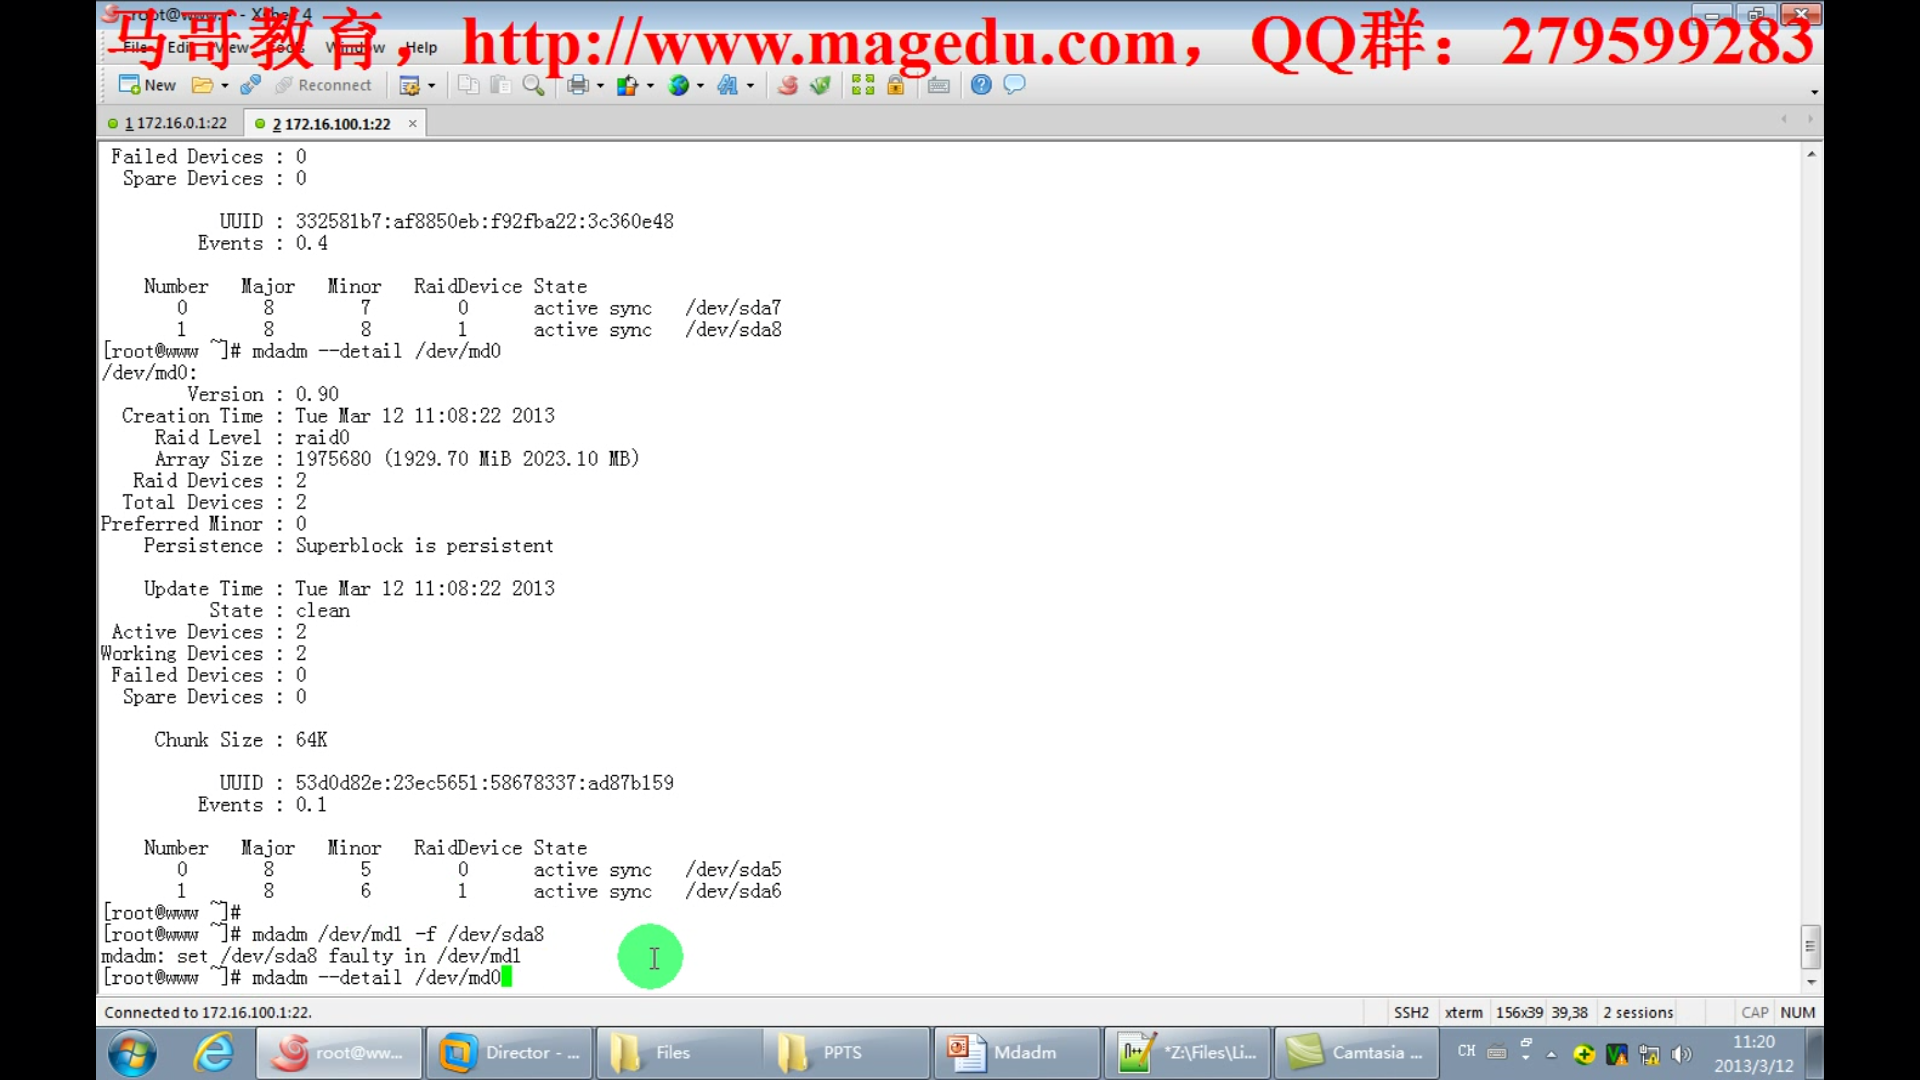 root@www:~ - Xshell 4
马哥教育，http://www.magedu.com，QQ群：279599283
File Edit View Tools Window Help
New Reconnect
1 172.16.0.1:22 2 172.16.100.1:22
Failed Devices : 0
Spare Devices : 0
UUID : 332581b7:af8850eb:f92fba22:3c360e48
Events : 0.4
Number Major Minor RaidDevice State
0 8 7 0 active sync /dev/sda7
1 8 8 1 active sync /dev/sda8
[root@www ~]# mdadm --detail /dev/md0
/dev/md0:
Version : 0.90
Creation Time : Tue Mar 12 11:08:22 2013
Raid Level : raid0
Array Size : 1975680 (1929.70 MiB 2023.10 MB)
Raid Devices : 2
Total Devices : 2
Preferred Minor : 0
Persistence : Superblock is persistent
Update Time : Tue Mar 12 11:08:22 2013
State : clean
Active Devices : 2
Working Devices : 2
Failed Devices : 0
Spare Devices : 0
Chunk Size : 64K
UUID : 53d0d82e:23ec5651:58678337:ad87b159
Events : 0.1
Number Major Minor RaidDevice State
0 8 5 0 active sync /dev/sda5
1 8 6 1 active sync /dev/sda6
[root@www ~]#
[root@www ~]# mdadm /dev/md1 -f /dev/sda8
mdadm: set /dev/sda8 faulty in /dev/md1
[root@www ~]# mdadm --detail /dev/md0
Connected to 172.16.100.1:22. SSH2 xterm 156x39 39,38 2 sessions CAP NUM
root@ww... Director - ... Files PPTS Mdadm *Z:\Files\Li... Camtasia ... CH 11:20
2013/3/12